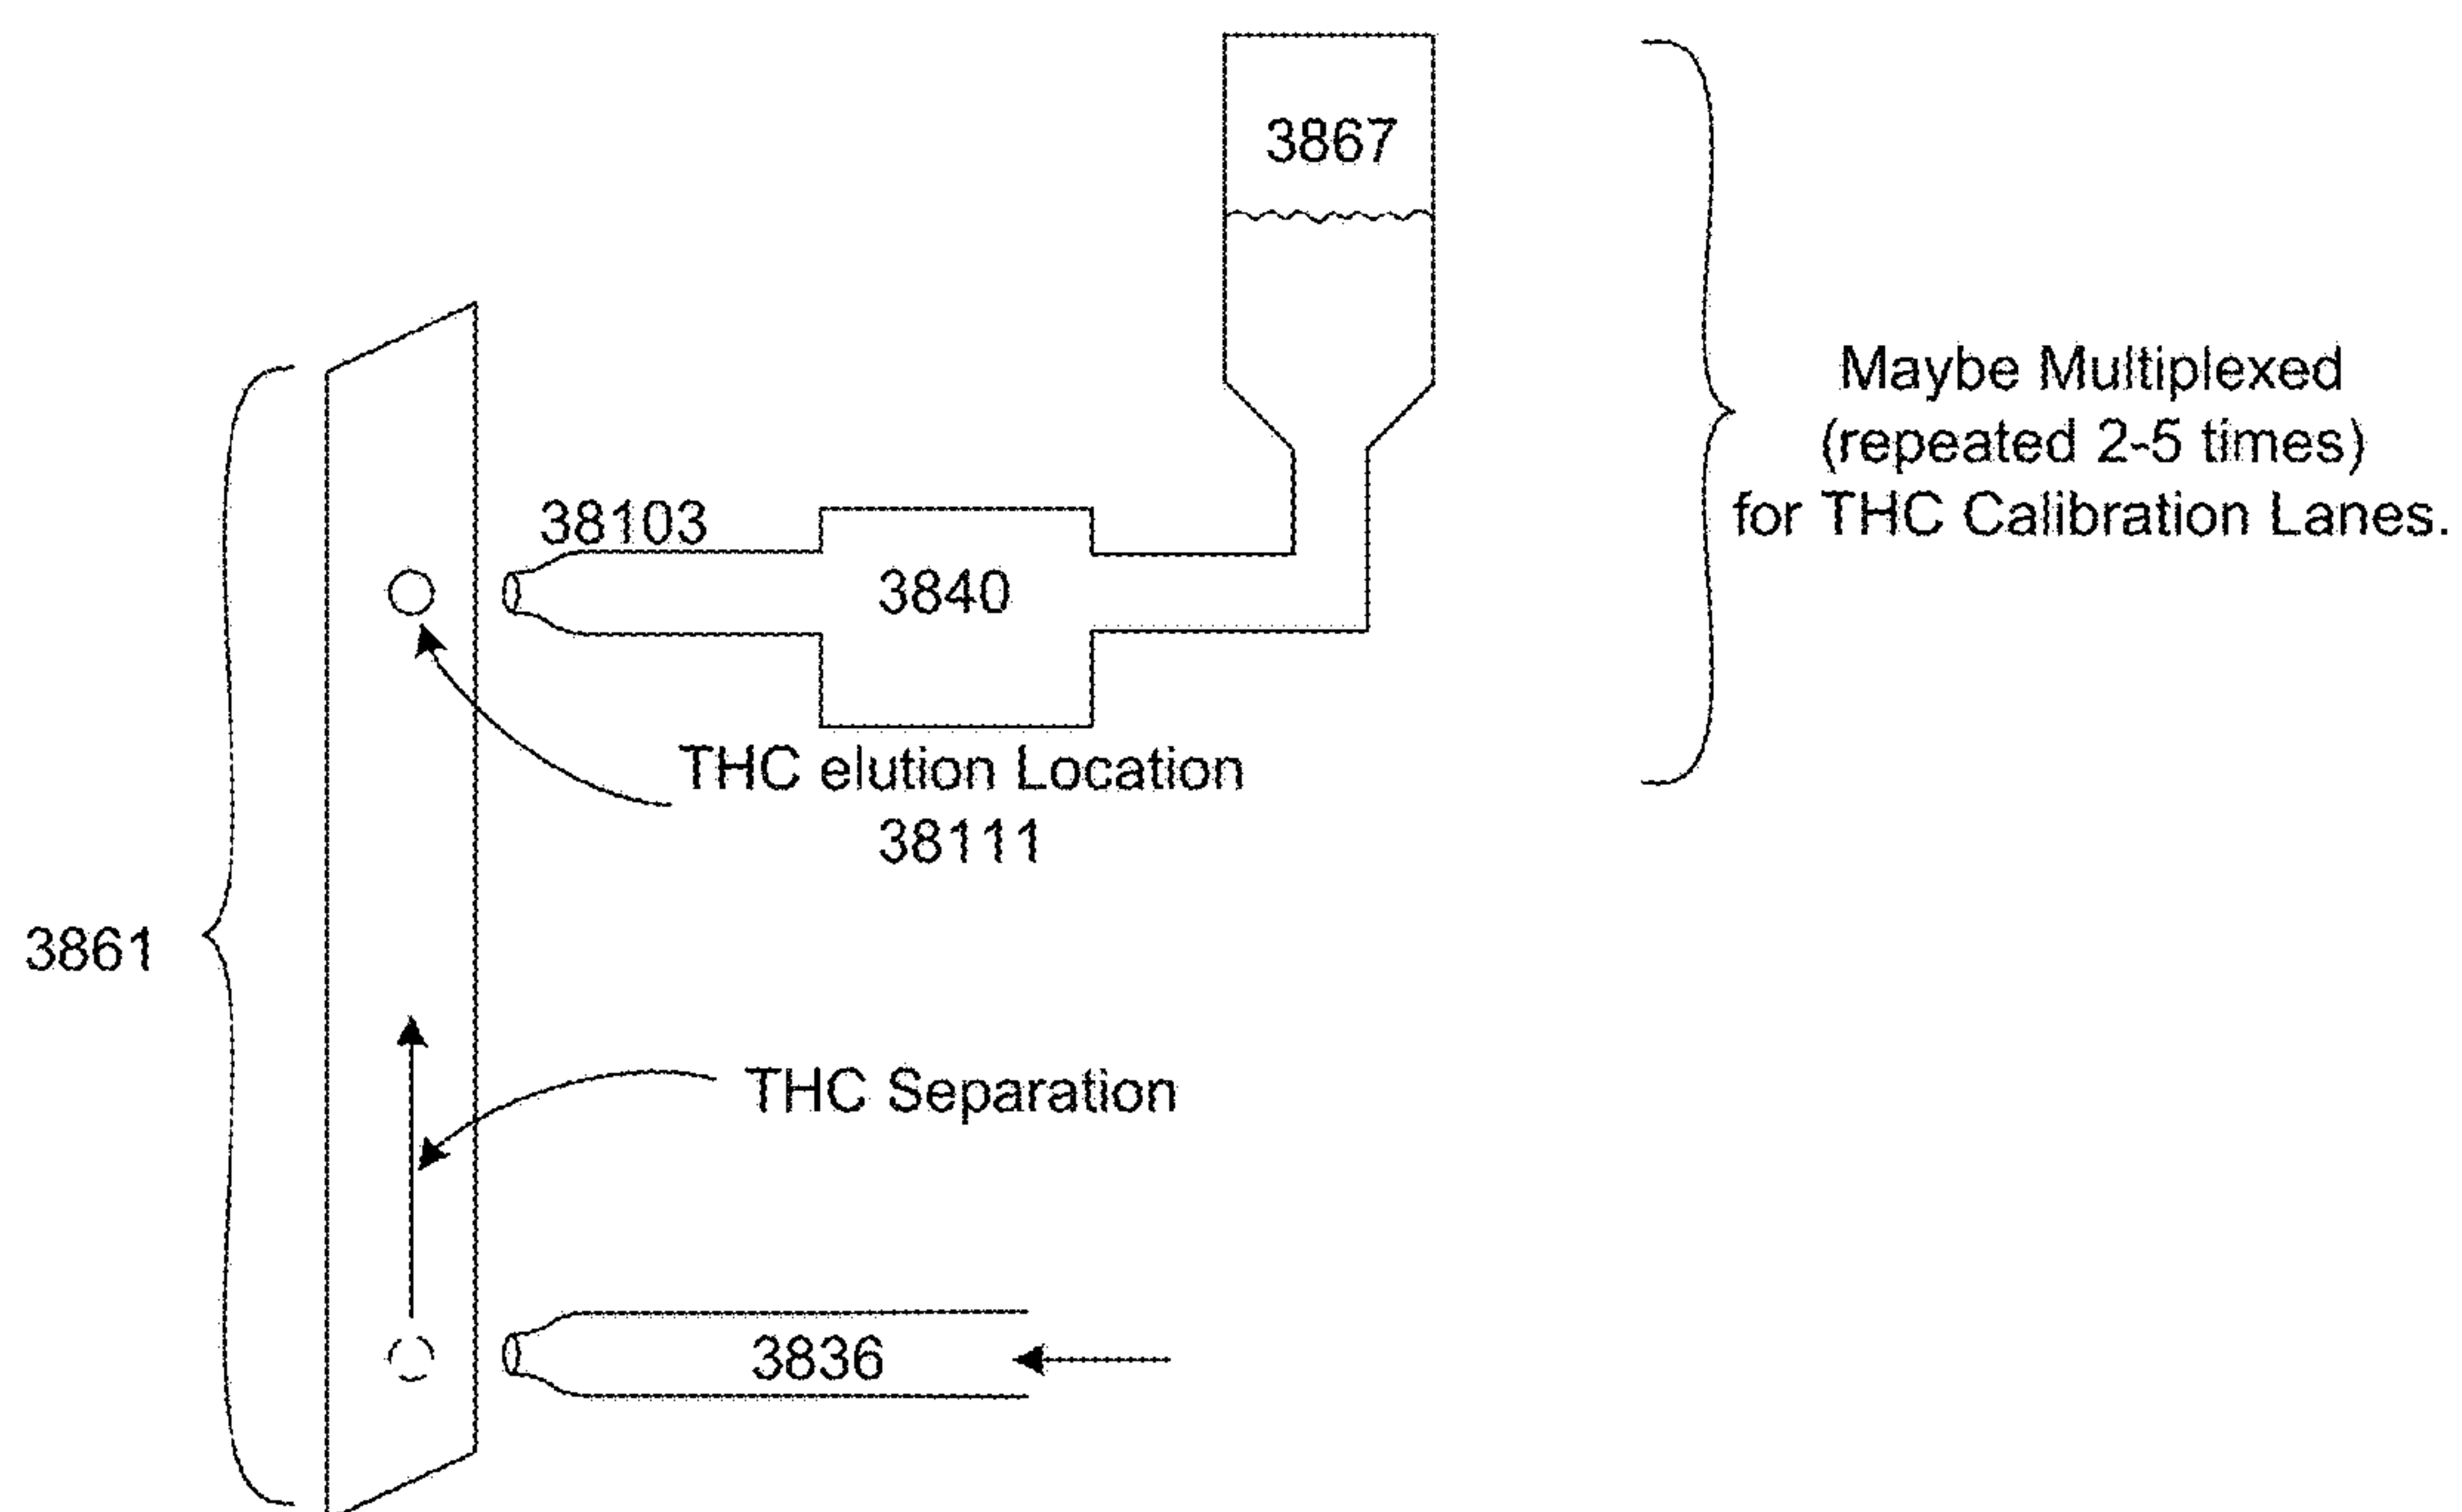 3867
Maybe Multiplexed
(repeated 2-5 times)
for THC Calibration Lanes.
38103
3840
THC elution Location
38111
3861
THC Separation
3836